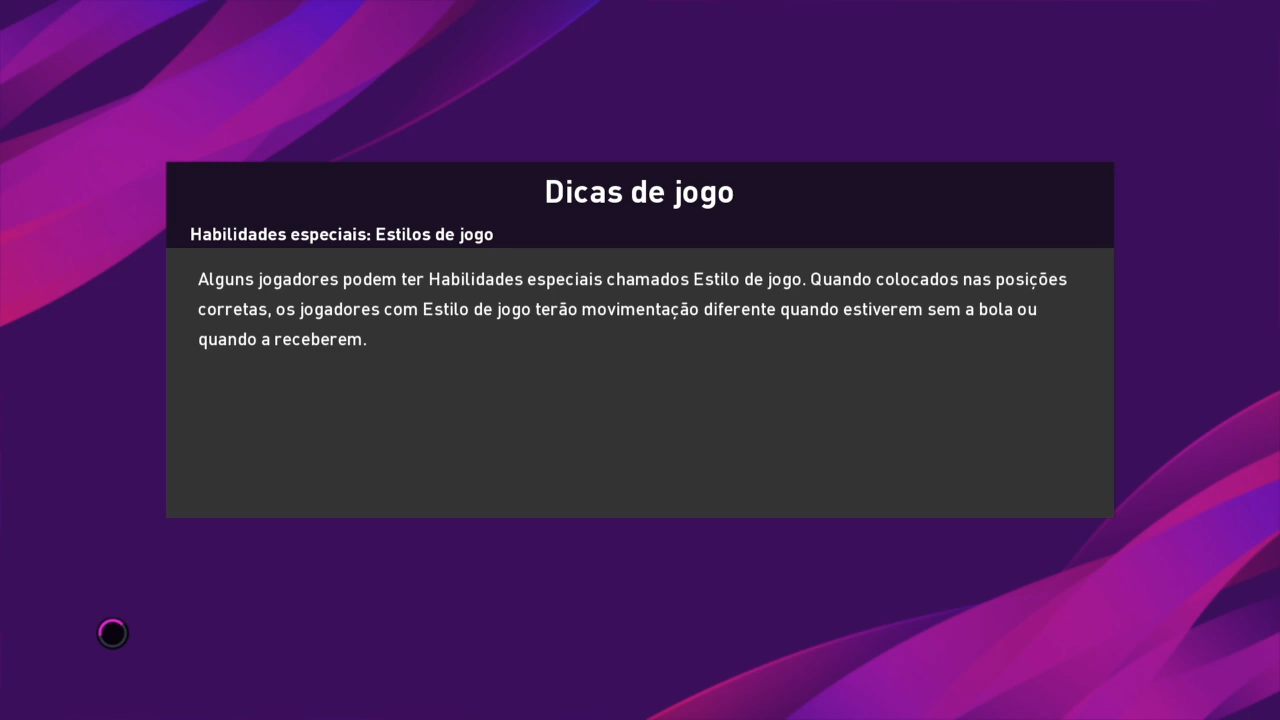 Dicas de jogo
Habilidades especiais: Estilos de jogo
Alguns jogadores podem ter Habilidades especiais chamados Estilo de jogo. Quando colocados nas posições
corretas, os jogadores com Estilo de jogo terão movimentação diferente quando estiverem sem a bola ou
quando a receberem.